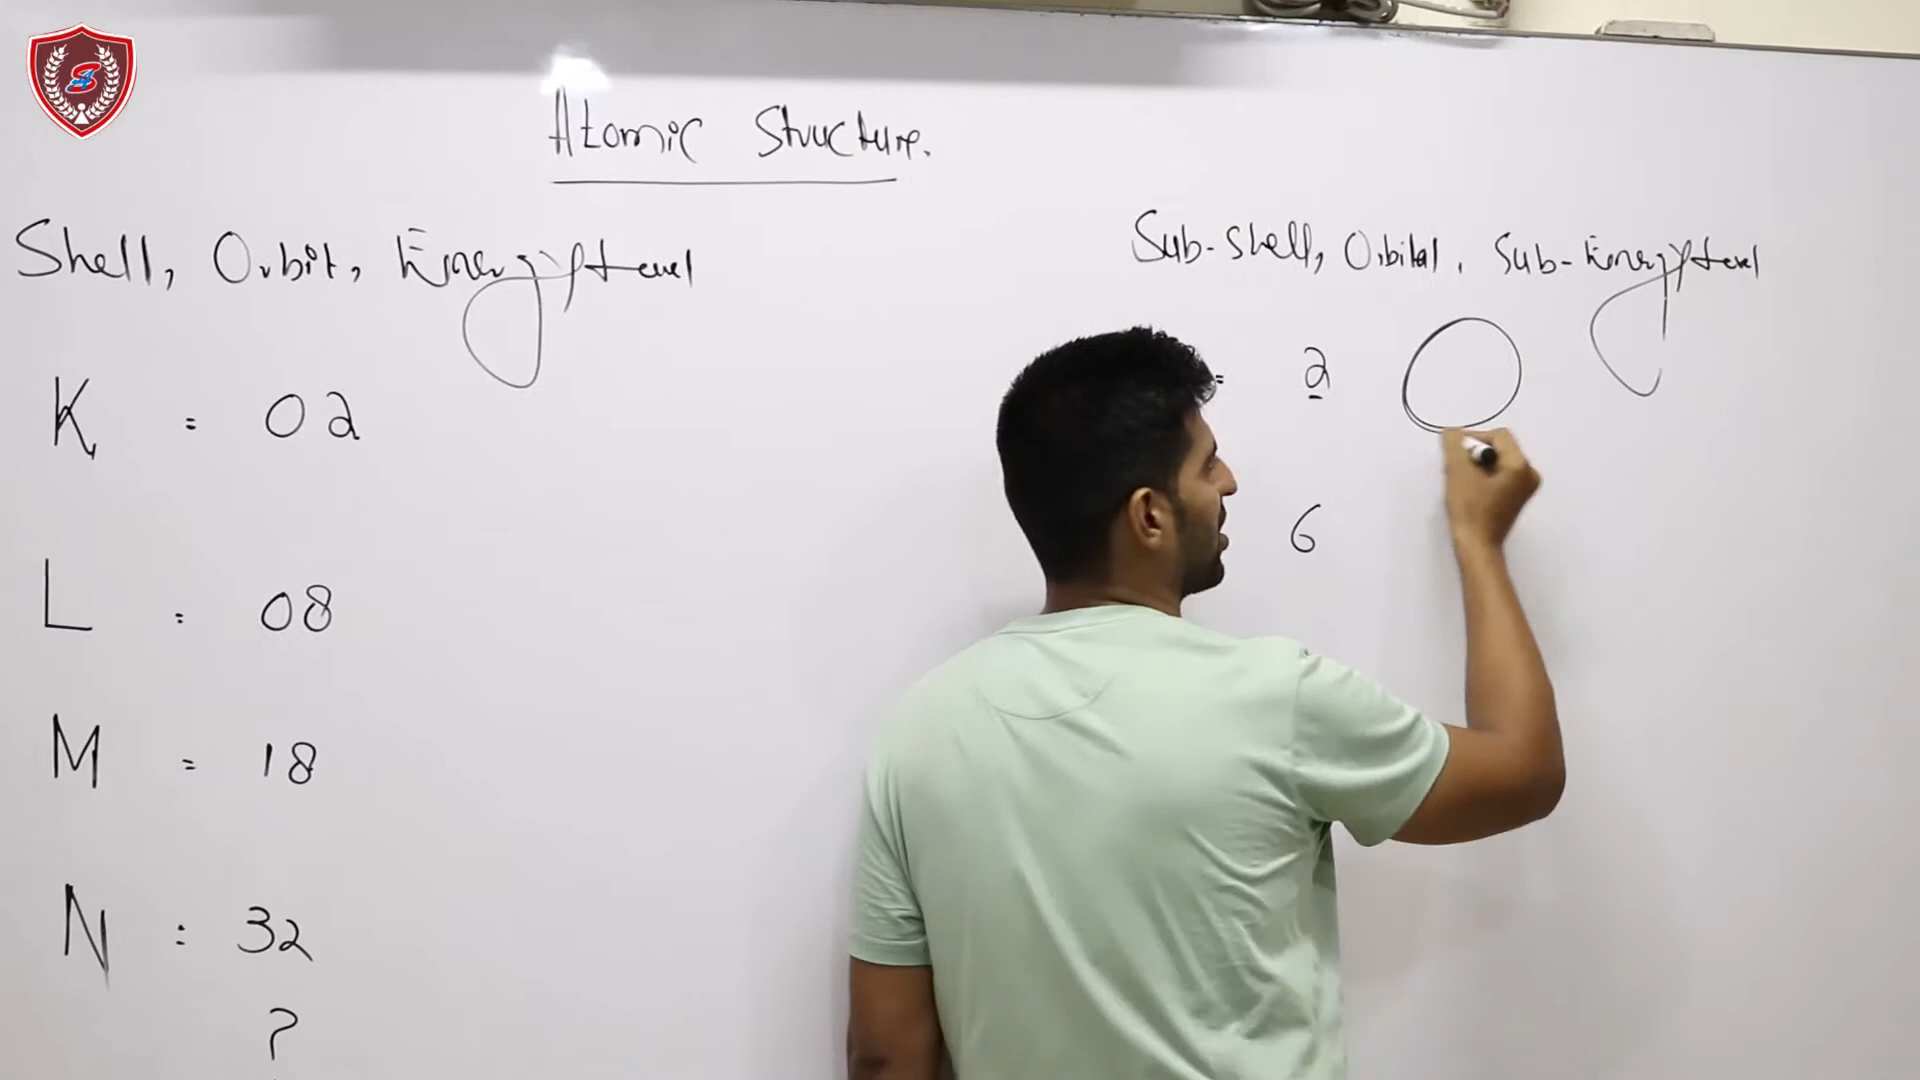 Atomic Structure.
Shell, Orbit, Energy Level
Sub-Shell, Orbital, Sub-Energy Level
K = 02
= 2
L = 08
6
M = 18
N = 32
?